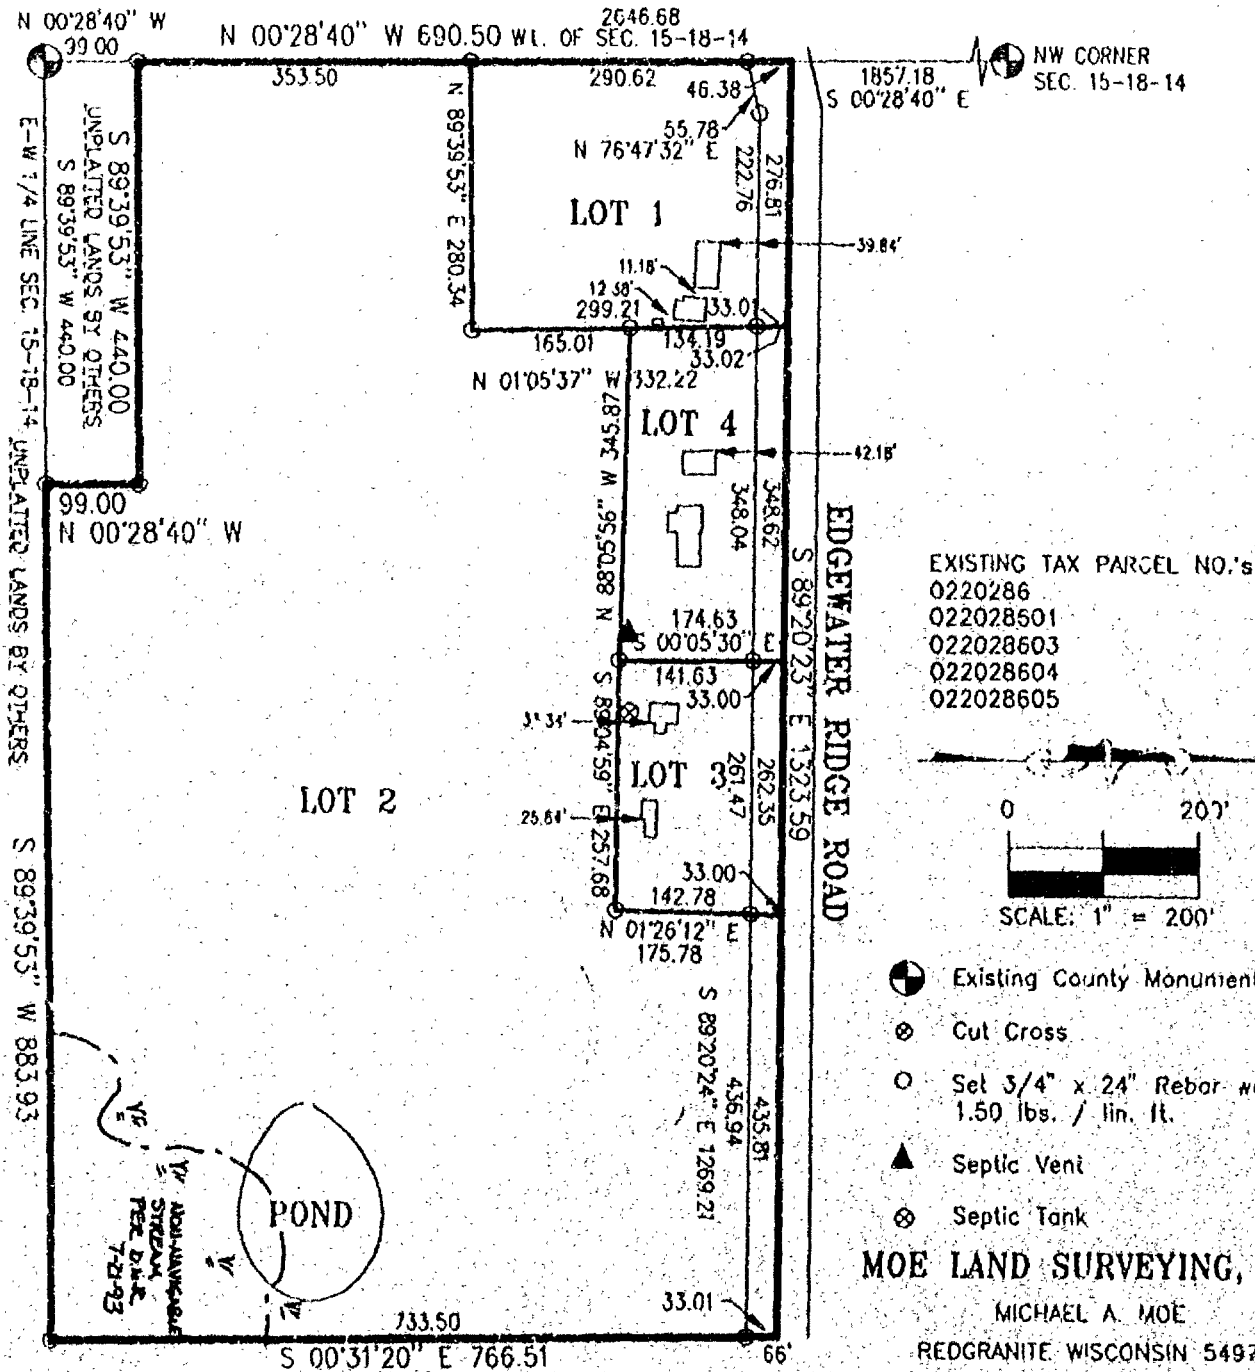 N 00°28'40" W
99.00
2646.68
N 00°28'40" W 690.50 WL. OF SEC. 15-18-14
353.50
290.62
46.38
1857.18
S 00°28'40" E
NW CORNER
SEC. 15-18-14
55.78
N 76°47'32" E
N 89°39'53" E 280.34
222.76
276.81
LOT 1
39.84'
11.18'
12.38'
299.21
33.01
165.01
134.19
33.02
N 01°05'37" W 332.22
E-W 1/4 LINE SEC. 15-18-14
S 89°39'53" W 440.00
UNPLATTED LANDS BY OTHERS
S 89°39'53" W 440.00
99.00
N 00°28'40" W
UNPLATTED LANDS BY OTHERS
S 89°39'53" W 883.93
LOT 4
42.18'
N 88°05'56" W 345.87
348.04
348.62
174.63
S 00°05'30" E
141.63
33.00
S 89°20'23" E 1323.59
EDGEWATER RIDGE ROAD
S 89°04'59" E 257.68
LOT 3
25.64'
261.47
262.35
33.00
142.78
N 01°26'12" E
175.78
LOT 2
S 89°20'24" E 1269.21
436.94
435.81
POND
NON-NAVIGABLE
STREAM
PER D.N.R.
7-21-93
33.01
733.50
S 00°31'20" E 766.51
66'
EXISTING TAX PARCEL NO.'s
0220286
022028601
022028603
022028604
022028605
0
200'
SCALE: 1" = 200'
Existing County Monument
Cut Cross
Set 3/4" x 24" Rebar
1.50 lbs. / lin. ft.
Septic Vent
Septic Tank
MOE LAND SURVEYING,
MICHAEL A. MOE
REDGRANITE WISCONSIN